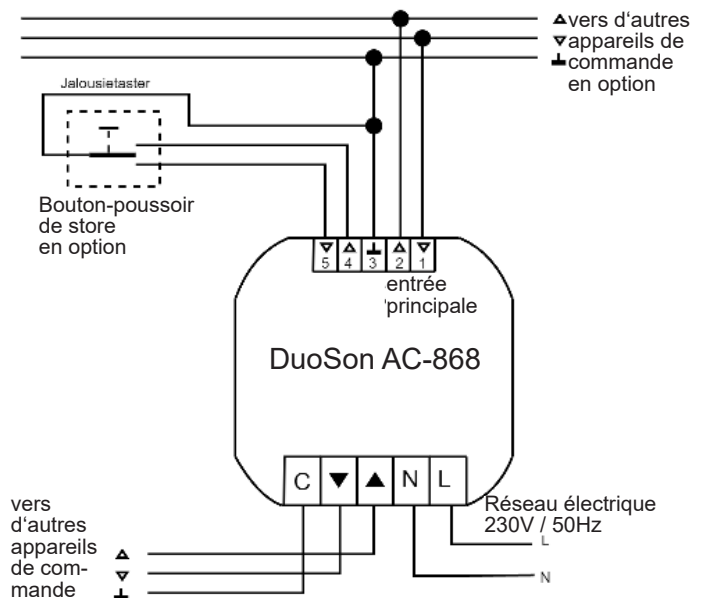 vers d‘autres
appareils de
commande
en option
Jalousietaster
Bouton-poussoir
de store
en option
5 4 3 2 1
entrée
principale
DuoSon AC-868
C N L
Réseau électrique
230V / 50Hz
L
N
vers
d‘autres
appareils
de com-
mande